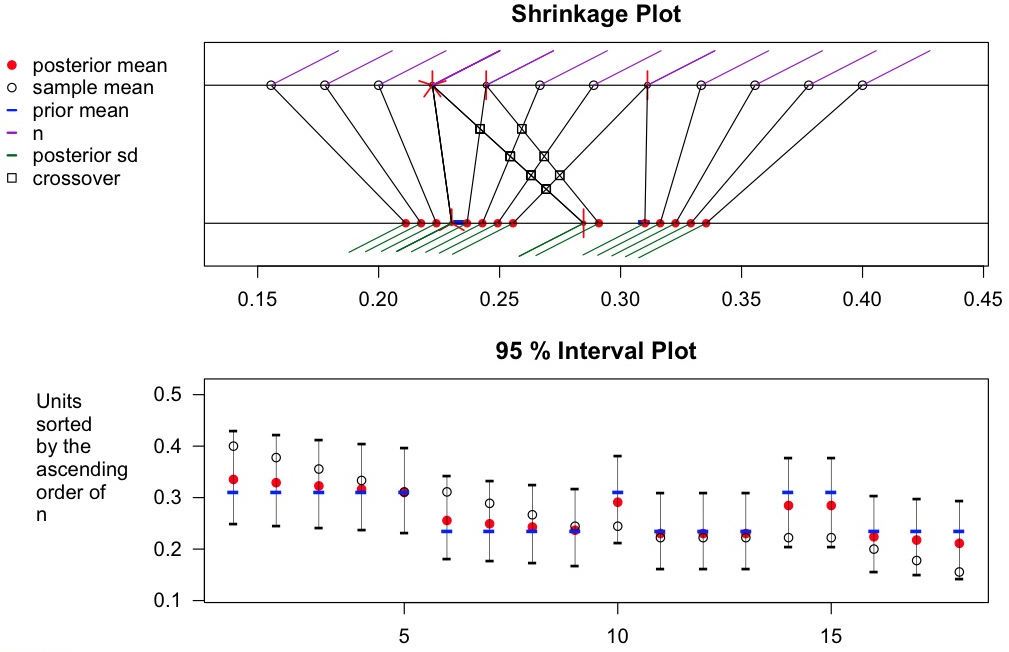 Shrinkage Plot
posterior mean
sample mean
prior mean
n
posterior sd
crossover
0.15 0.20 0.25 0.30 0.35 0.40 0.45
95 % Interval Plot
Units
sorted
by the
ascending
order of
n
0.5
0.4
0.3
0.2
0.1
5 10 15